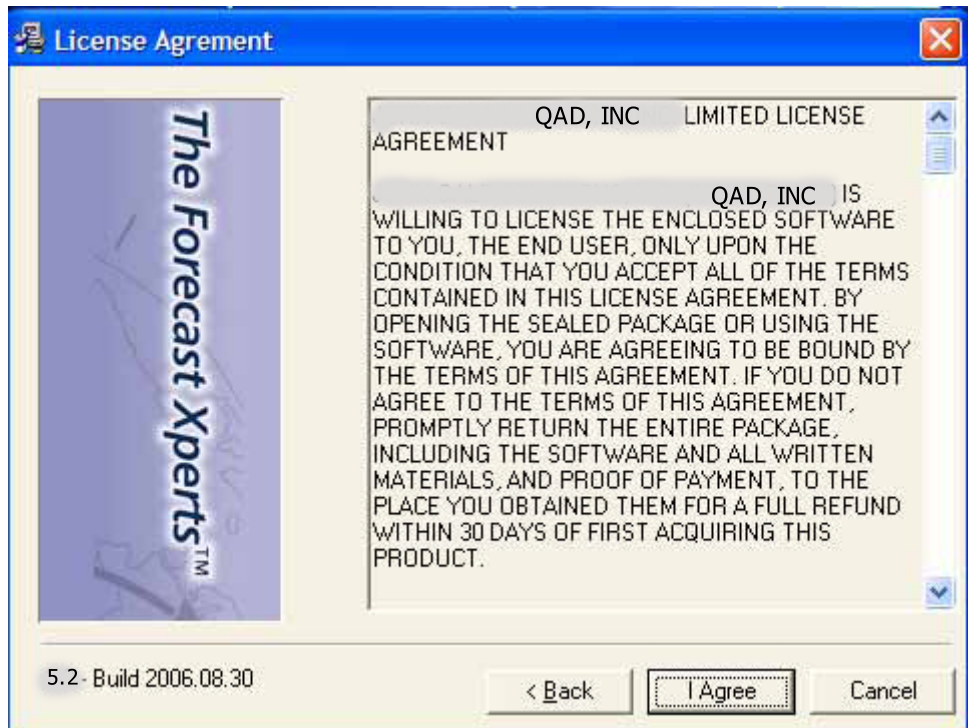 License Agrement
The Forecast Xperts™
QAD, INC LIMITED LICENSE
AGREEMENT
QAD, INC IS
WILLING TO LICENSE THE ENCLOSED SOFTWARE
TO YOU, THE END USER, ONLY UPON THE
CONDITION THAT YOU ACCEPT ALL OF THE TERMS
CONTAINED IN THIS LICENSE AGREEMENT. BY
OPENING THE SEALED PACKAGE OR USING THE
SOFTWARE, YOU ARE AGREEING TO BE BOUND BY
THE TERMS OF THIS AGREEMENT. IF YOU DO NOT
AGREE TO THE TERMS OF THIS AGREEMENT,
PROMPTLY RETURN THE ENTIRE PACKAGE,
INCLUDING THE SOFTWARE AND ALL WRITTEN
MATERIALS, AND PROOF OF PAYMENT, TO THE
PLACE YOU OBTAINED THEM FOR A FULL REFUND
WITHIN 30 DAYS OF FIRST ACQUIRING THIS
PRODUCT.
5.2 - Build 2006.08.30
< Back
I Agree
Cancel